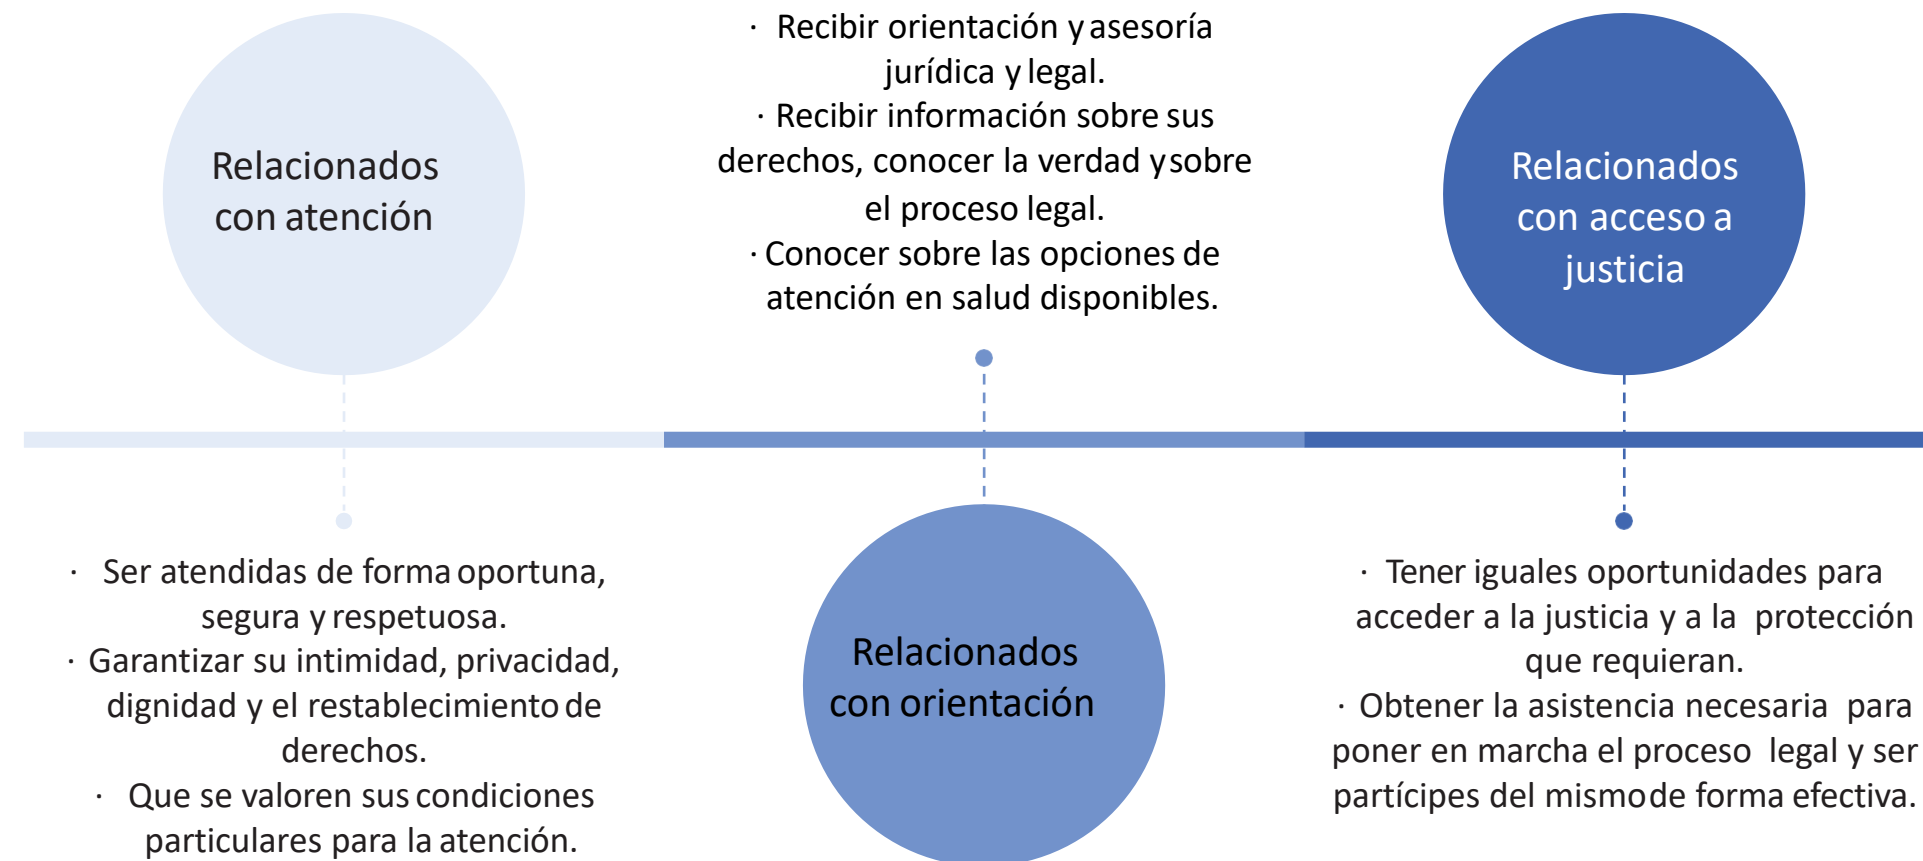 Relacionados
con atención
· Ser atendidas de forma oportuna,
segura y respetuosa.
· Garantizar su intimidad, privacidad,
dignidad y el restablecimiento de
derechos.
· Que se valoren sus condiciones
particulares para la atención.
· Recibir orientación y asesoría
jurídica y legal.
· Recibir información sobre sus
derechos, conocer la verdad y sobre
el proceso legal.
· Conocer sobre las opciones de
atención en salud disponibles.
Relacionados
con orientación
Relacionados
con acceso a
justicia
· Tener iguales oportunidades para
acceder a la justicia y a la protección
que requieran.
· Obtener la asistencia necesaria para
poner en marcha el proceso legal y ser
partícipes del mismo de forma efectiva.